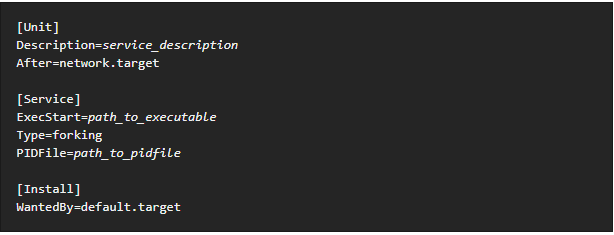 [Unit]
Description=service_description
After=network.target
[Service]
ExecStart=path_to_executable
Type=forking
PIDFile=path_to_pidfile
[Install]
WantedBy=default.target